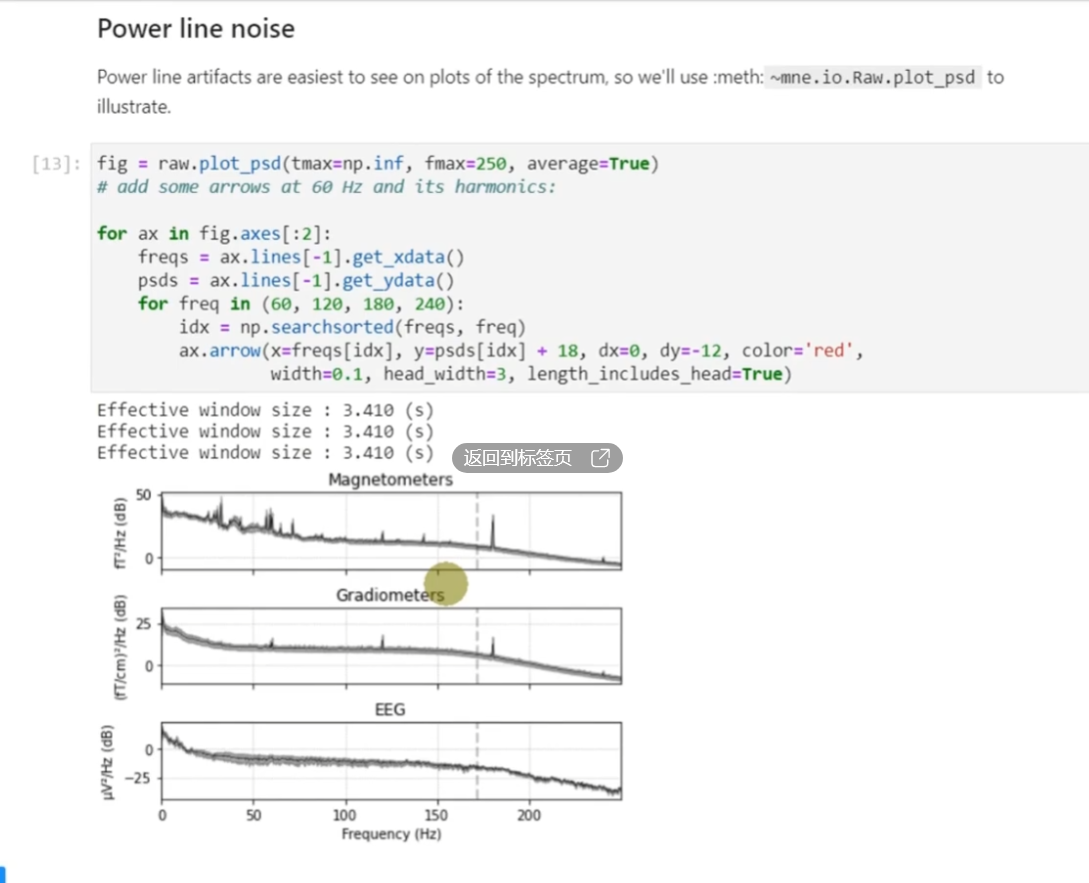 Power line noise
Power line artifacts are easiest to see on plots of the spectrum, so we'll use :meth: ~mne.io.Raw.plot_psd to
illustrate.
[13]: fig = raw.plot_psd(tmax=np.inf, fmax=250, average=True)
# add some arrows at 60 Hz and its harmonics:
for ax in fig.axes[:2]:
    freqs = ax.lines[-1].get_xdata()
    psds = ax.lines[-1].get_ydata()
    for freq in (60, 120, 180, 240):
        idx = np.searchsorted(freqs, freq)
        ax.arrow(x=freqs[idx], y=psds[idx] + 18, dx=0, dy=-12, color='red',
                 width=0.1, head_width=3, length_includes_head=True)
Effective window size : 3.410 (s)
Effective window size : 3.410 (s)
Effective window size : 3.410 (s)
返回到标签页
Magnetometers
fT²/Hz (dB)
50
0
Gradiometers
(fT/cm)²/Hz (dB)
25
0
EEG
µV²/Hz (dB)
0
−25
0 50 100 150 200
Frequency (Hz)